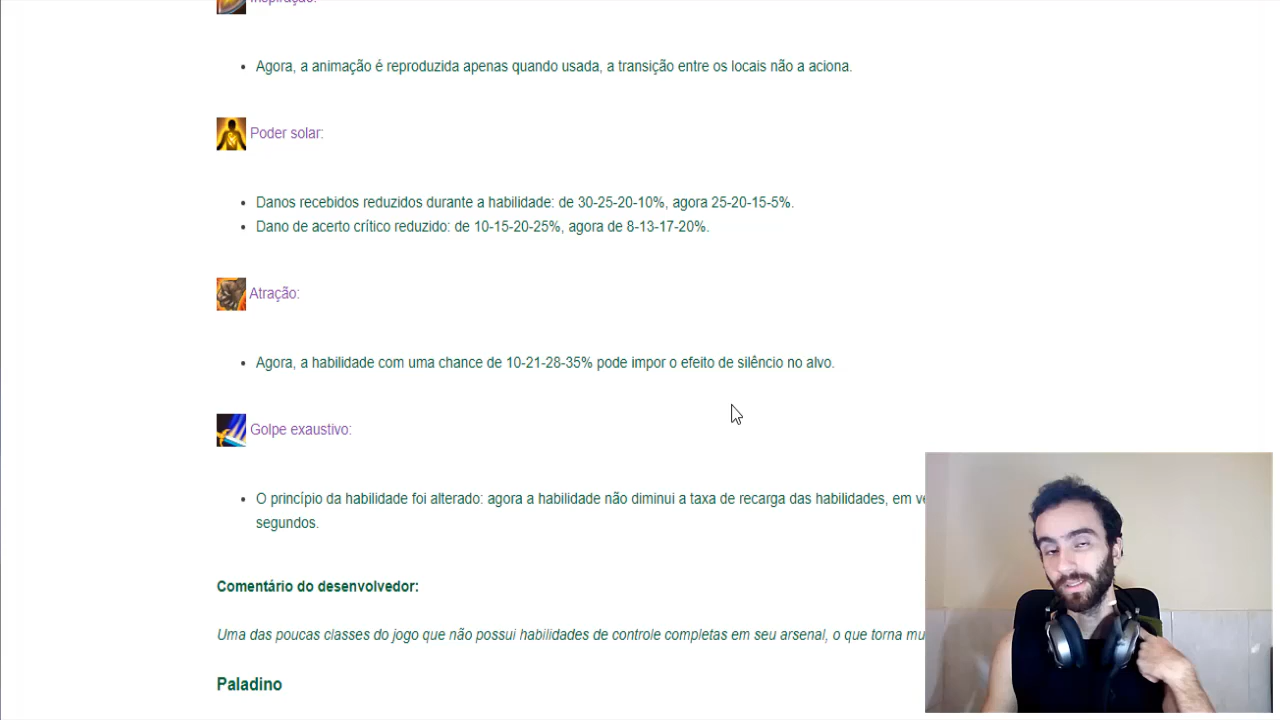 Inspiração:
Agora, a animação é reproduzida apenas quando usada, a transição entre os locais não a aciona.
Poder solar:
Danos recebidos reduzidos durante a habilidade: de 30-25-20-10%, agora 25-20-15-5%.
Dano de acerto crítico reduzido: de 10-15-20-25%, agora de 8-13-17-20%.
Atração:
Agora, a habilidade com uma chance de 10-21-28-35% pode impor o efeito de silêncio no alvo.
Golpe exaustivo:
O princípio da habilidade foi alterado: agora a habilidade não diminui a taxa de recarga das habilidades, em
segundos.
Comentário do desenvolvedor:
Uma das poucas classes do jogo que não possui habilidades de controle completas em seu arsenal, o que torna
Paladino